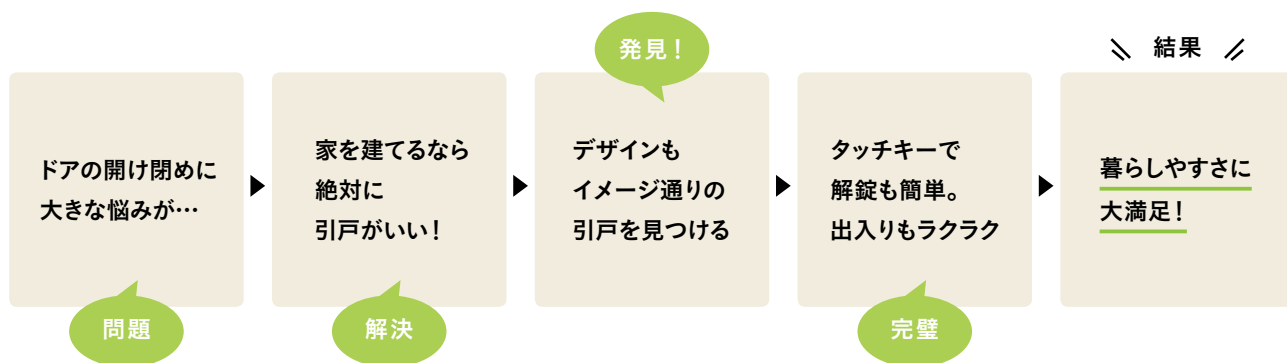 ドアの開け閉めに
大きな悩みが…
問題
家を建てるなら
絶対に
引戸がいい！
解決
発見！
デザインも
イメージ通りの
引戸を見つける
タッチキーで
解錠も簡単。
出入りもラクラク
完璧
結果
暮らしやすさに
大満足！